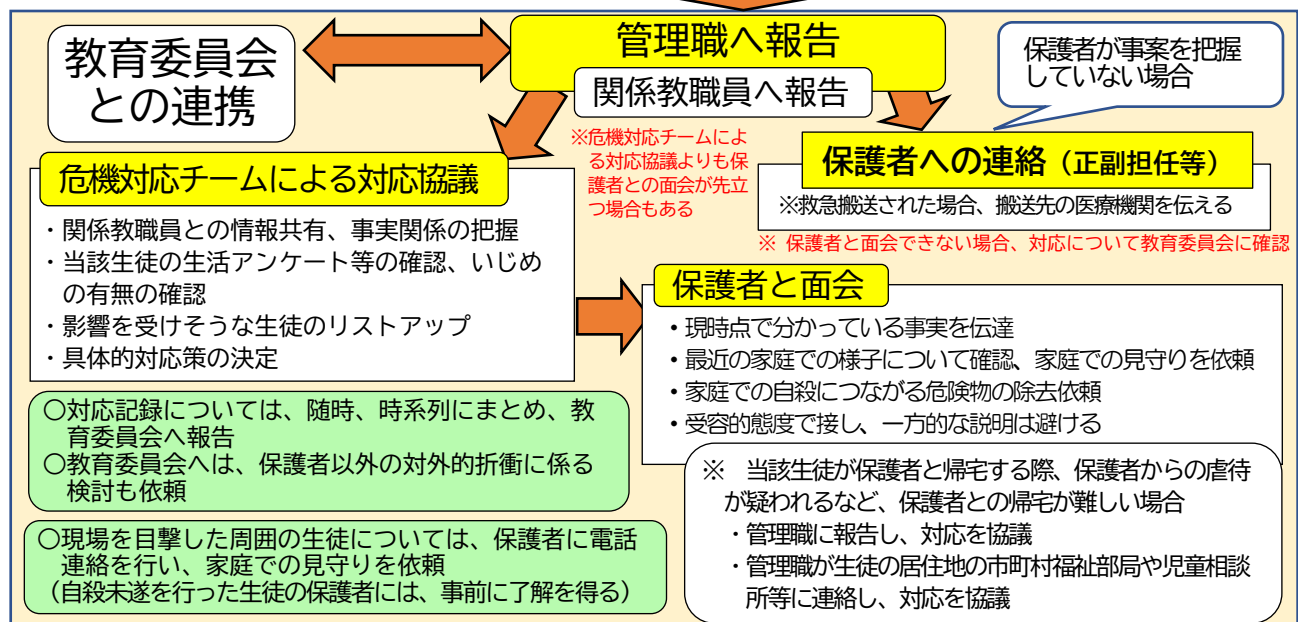 教育委員会
との連携
管理職へ報告
関係教職員へ報告
保護者が事案を把握
していない場合
※危機対応チームによ
る対応協議よりも保
護者との面会が先立
つ場合もある
保護者への連絡（正副担任等）
※救急搬送された場合、搬送先の医療機関を伝える
※ 保護者と面会できない場合、対応について教育委員会に確認
危機対応チームによる対応協議
・関係教職員との情報共有、事実関係の把握
・当該生徒の生活アンケート等の確認、いじめ
の有無の確認
・影響を受けそうな生徒のリストアップ
・具体的対応策の決定
保護者と面会
・現時点で分かっている事実を伝達
・最近の家庭での様子について確認、家庭での見守りを依頼
・家庭での自殺につながる危険物の除去依頼
・受容的態度で接し、一方的な説明は避ける
○対応記録については、随時、時系列にまとめ、教
育委員会へ報告
○教育委員会へは、保護者以外の対外的折衝に係る
検討も依頼
○現場を目撃した周囲の生徒については、保護者に電話
連絡を行い、家庭での見守りを依頼
（自殺未遂を行った生徒の保護者には、事前に了解を得る）
※　当該生徒が保護者と帰宅する際、保護者からの虐待
が疑われるなど、保護者との帰宅が難しい場合
・管理職に報告し、対応を協議
・管理職が生徒の居住地の市町村福祉部局や児童相談
所等に連絡し、対応を協議